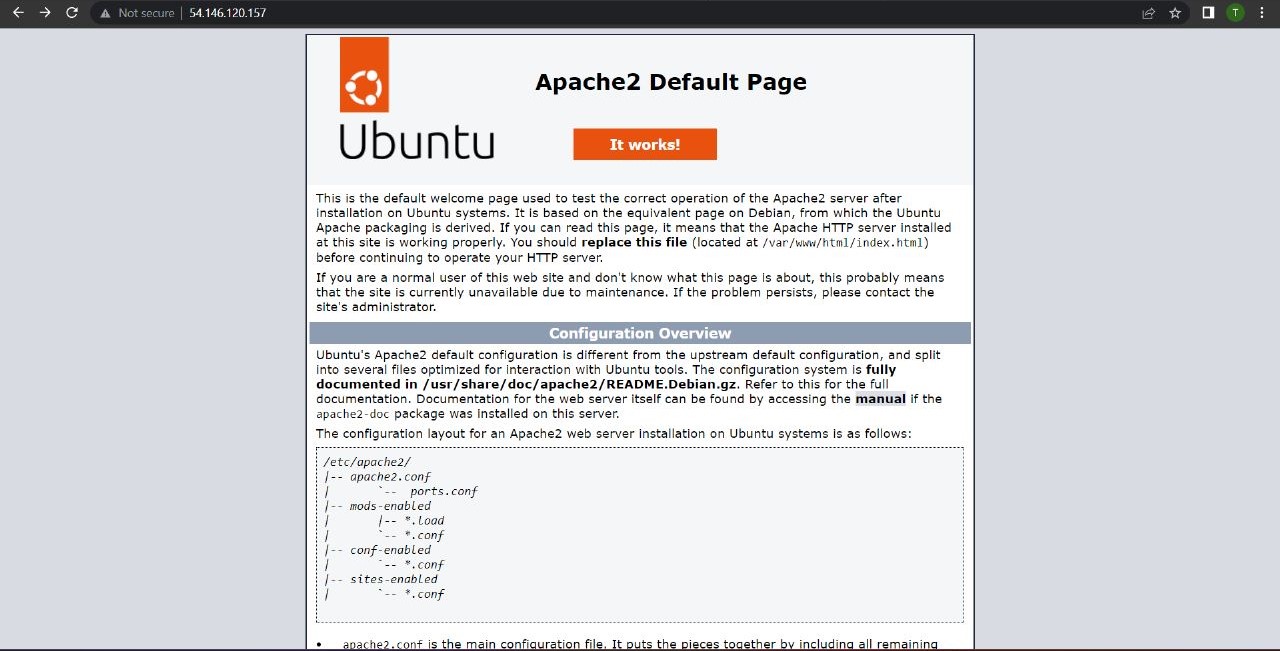 Not secure | 54.146.120.157
T
Apache2 Default Page
Ubuntu
It works!
This is the default welcome page used to test the correct operation of the Apache2 server after
installation on Ubuntu systems. It is based on the equivalent page on Debian, from which the Ubuntu
Apache packaging is derived. If you can read this page, it means that the Apache HTTP server installed
at this site is working properly. You should replace this file (located at /var/www/html/index.html)
before continuing to operate your HTTP server.
If you are a normal user of this web site and don't know what this page is about, this probably means
that the site is currently unavailable due to maintenance. If the problem persists, please contact the
site's administrator.
Configuration Overview
Ubuntu's Apache2 default configuration is different from the upstream default configuration, and split
into several files optimized for interaction with Ubuntu tools. The configuration system is fully
documented in /usr/share/doc/apache2/README.Debian.gz. Refer to this for the full
documentation. Documentation for the web server itself can be found by accessing the manual if the
apache2-doc package was installed on this server.
The configuration layout for an Apache2 web server installation on Ubuntu systems is as follows:
/etc/apache2/
|-- apache2.conf
|       `--  ports.conf
|-- mods-enabled
|       |-- *.load
|       `-- *.conf
|-- conf-enabled
|       `-- *.conf
|-- sites-enabled
|       `-- *.conf
• apache2.conf is the main configuration file. It puts the pieces together by including all remaining